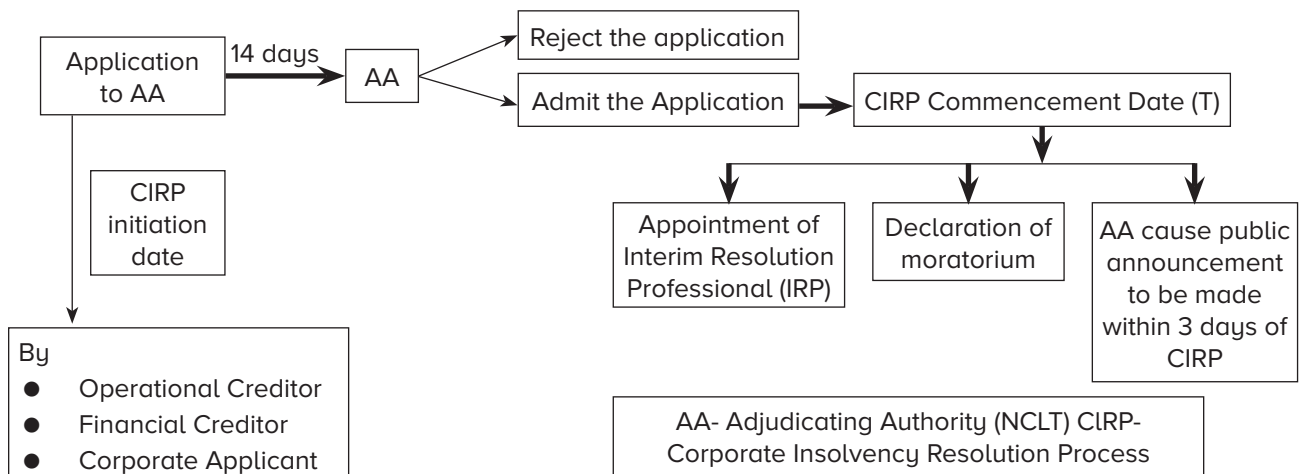 Application
to AA
14 days
AA
Reject the application
Admit the Application
CIRP Commencement Date (T)
CIRP
initiation
date
Appointment of
Interim Resolution
Professional (IRP)
Declaration of
moratorium
AA cause public
announcement
to be made
within 3 days of
CIRP
By
● Operational Creditor
● Financial Creditor
● Corporate Applicant
AA- Adjudicating Authority (NCLT) CIRP-
Corporate Insolvency Resolution Process